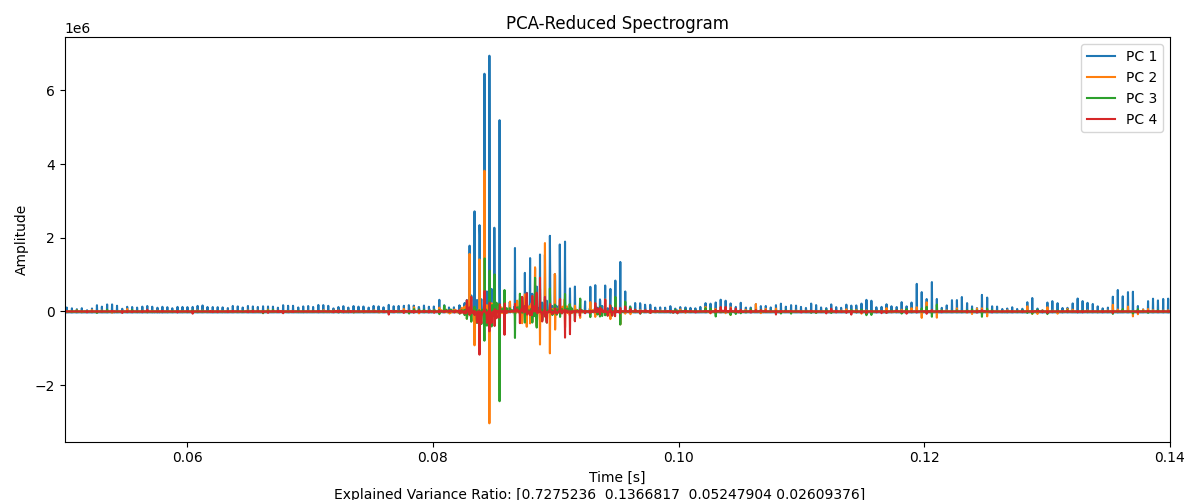 PCA-Reduced Spectrogram
1e6
PC 1
PC 2
PC 3
PC 4
6
4
2
0
−2
Amplitude
0.06 0.08 0.10 0.12 0.14
Time [s]
Explained Variance Ratio: [0.7275236 0.1366817 0.05247904 0.02609376]